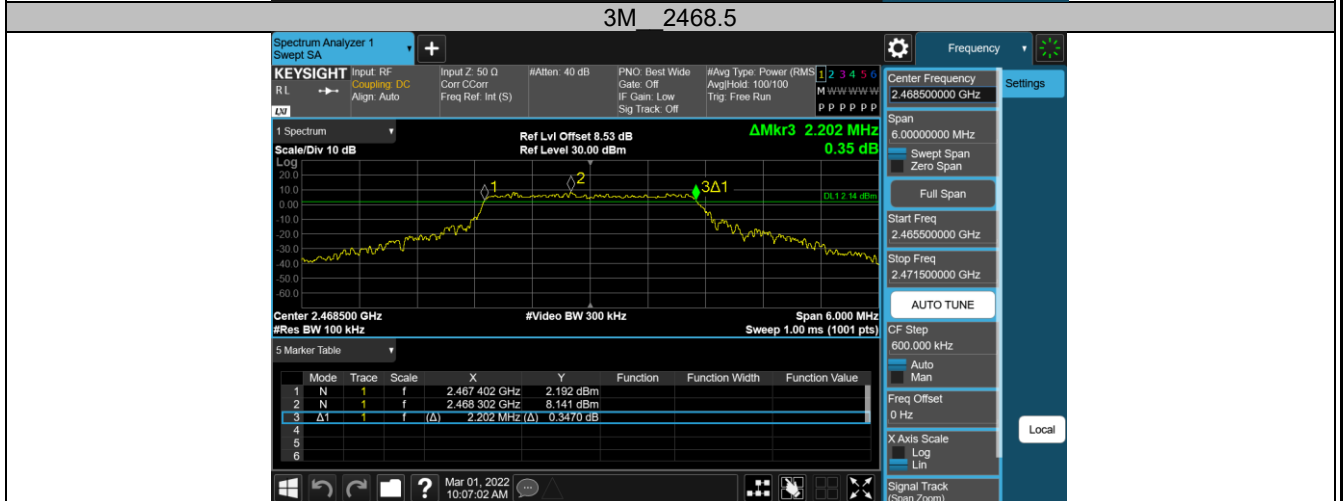 3M__2468.5
Spectrum Analyzer 1
Swept SA
+
Frequency
KEYSIGHT
RL
LXI
Input: RF
Coupling: DC
Align: Auto
Input Z: 50 Ω
Corr CCorr
Freq Ref: Int (S)
#Atten: 40 dB
PNO: Best Wide
Gate: Off
IF Gain: Low
Sig Track: Off
#Avg Type: Power (RMS
Avg|Hold: 100/100
Trig: Free Run
1 2 3 4 5 6
M W W W W W
P P P P P P
Center Frequency
2.468500000 GHz
Settings
1 Spectrum
Scale/Div 10 dB
Ref Lvl Offset 8.53 dB
Ref Level 30.00 dBm
ΔMkr3 2.202 MHz
0.35 dB
Log
20.0
10.0
0.00
-10.0
-20.0
-30.0
-40.0
-50.0
-60.0
1
2
3Δ1
DL1 2.14 dBm
Center 2.468500 GHz
#Res BW 100 kHz
#Video BW 300 kHz
Span 6.000 MHz
Sweep 1.00 ms (1001 pts)
Span
6.00000000 MHz
Swept Span
Zero Span
Full Span
Start Freq
2.465500000 GHz
Stop Freq
2.471500000 GHz
AUTO TUNE
CF Step
600.000 kHz
Auto
Man
Freq Offset
0 Hz
X Axis Scale
Log
Lin
Signal Track
(Span Zoom)
Local
5 Marker Table
Mode Trace Scale X Y Function Function Width Function Value
1 N 1 f 2.467 402 GHz 2.192 dBm
2 N 1 f 2.468 302 GHz 8.141 dBm
3 Δ1 1 f (Δ) 2.202 MHz (Δ) 0.3470 dB
4
5
6
?
Mar 01, 2022
10:07:02 AM